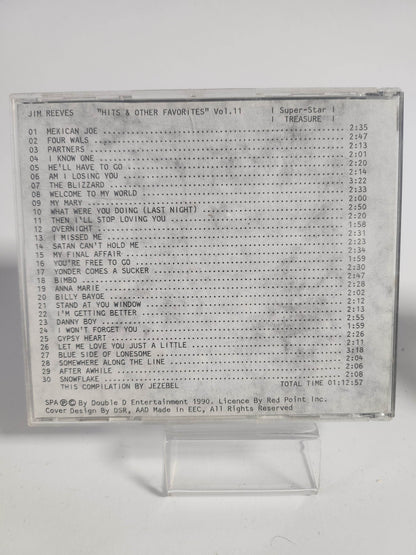 JIM REEVES "HITS & OTHER FAVORITES" Vol.11 | Super-Star |
| TREASURE |
01 MEXICAN JOE ........ 2:35
02 FOUR WALS ........ 2:47
03 PARTNERS ........ 2:13
04 I KNOW ONE ........ 2:01
05 HE'LL HAVE TO GO ........ 2:20
06 AM I LOSING YOU ........ 2:14
07 THE BLIZZARD ........ 3:22
08 WELCOME TO MY WORLD ........ 2:33
09 MY MARY ........ 2:00
10 WHAT WERE YOU DOING (LAST NIGHT) ........ 2:50
11 THEN I'LL STOP LOVING YOU ........ 2:20
12 OVERNIGHT ........ 1:58
13 I MISSED ME ........ 2:31
14 SATAN CAN'T HOLD ME ........ 2:23
15 MY FINAL AFFAIR ........ 2:34
16 YOU'RE FREE TO GO ........ 1:59
17 YONDER COMES A SUCKER ........ 2:30
18 BIMBO ........ 2:47
19 ANNA MARIE ........ 2:28
20 BILLY BAYOE ........ 2:02
21 STAND AT YOU WINDOW ........ 2:12
22 I'M GETTING BETTER ........ 2:13
23 DANNY BOY ........ 2:55
24 I WON'T FORGET YOU ........ 1:59
25 GYPSY HEART ........ 2:26
26 LET ME LOVE YOU JUST A LITTLE ........ 2:11
27 BLUE SIDE OF LONESOME ........ 3:18
28 SOMEWHERE ALONG THE LINE ........ 2:04
29 AFTER AWHILE ........ 2:06
30 SNOWFLAKE ........ 2:08
THIS COMPILATION BY JEZEBEL TOTAL TIME 01:12:57
SPA ℗© By Double D Entertainment 1990. Licence By Red Point Inc.
Cover Design By DSR, AAD Made In EEC, All Rights Reserved